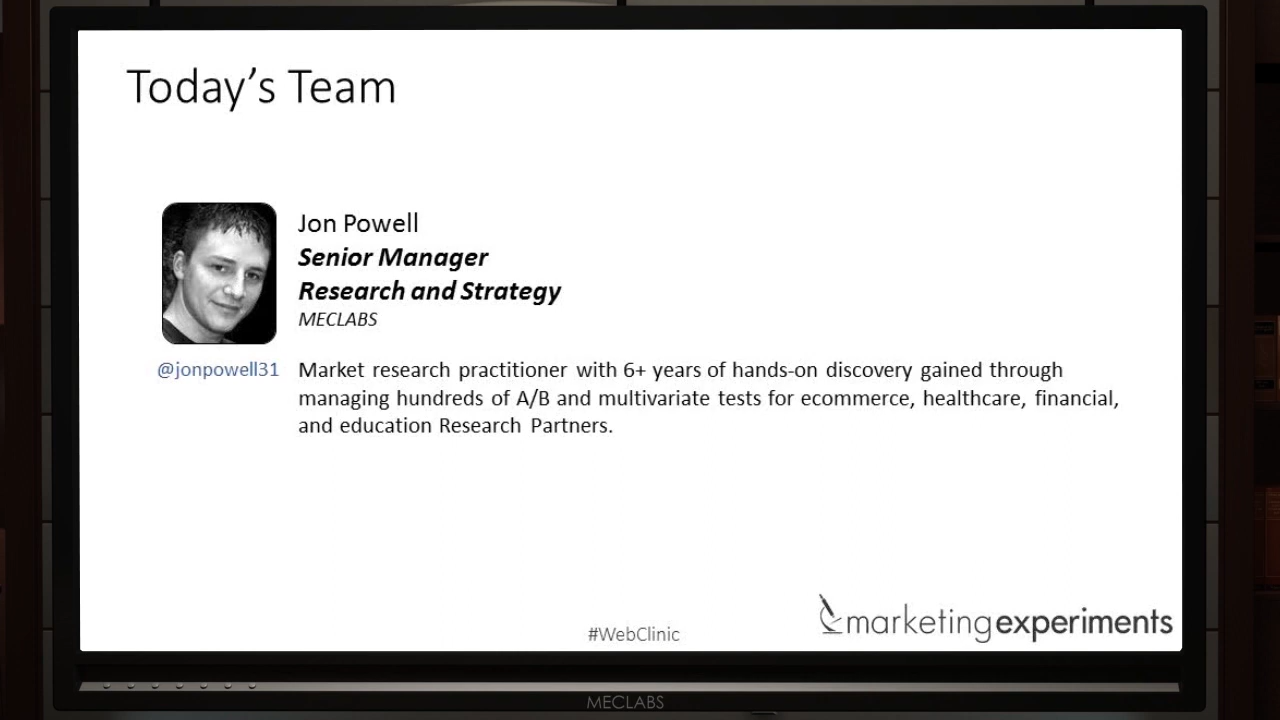 Today’s Team
Jon Powell
Senior Manager
Research and Strategy
MECLABS
@jonpowell31
Market research practitioner with 6+ years of hands-on discovery gained through
managing hundreds of A/B and multivariate tests for ecommerce, healthcare, financial,
and education Research Partners.
#WebClinic
marketingexperiments
MECLABS